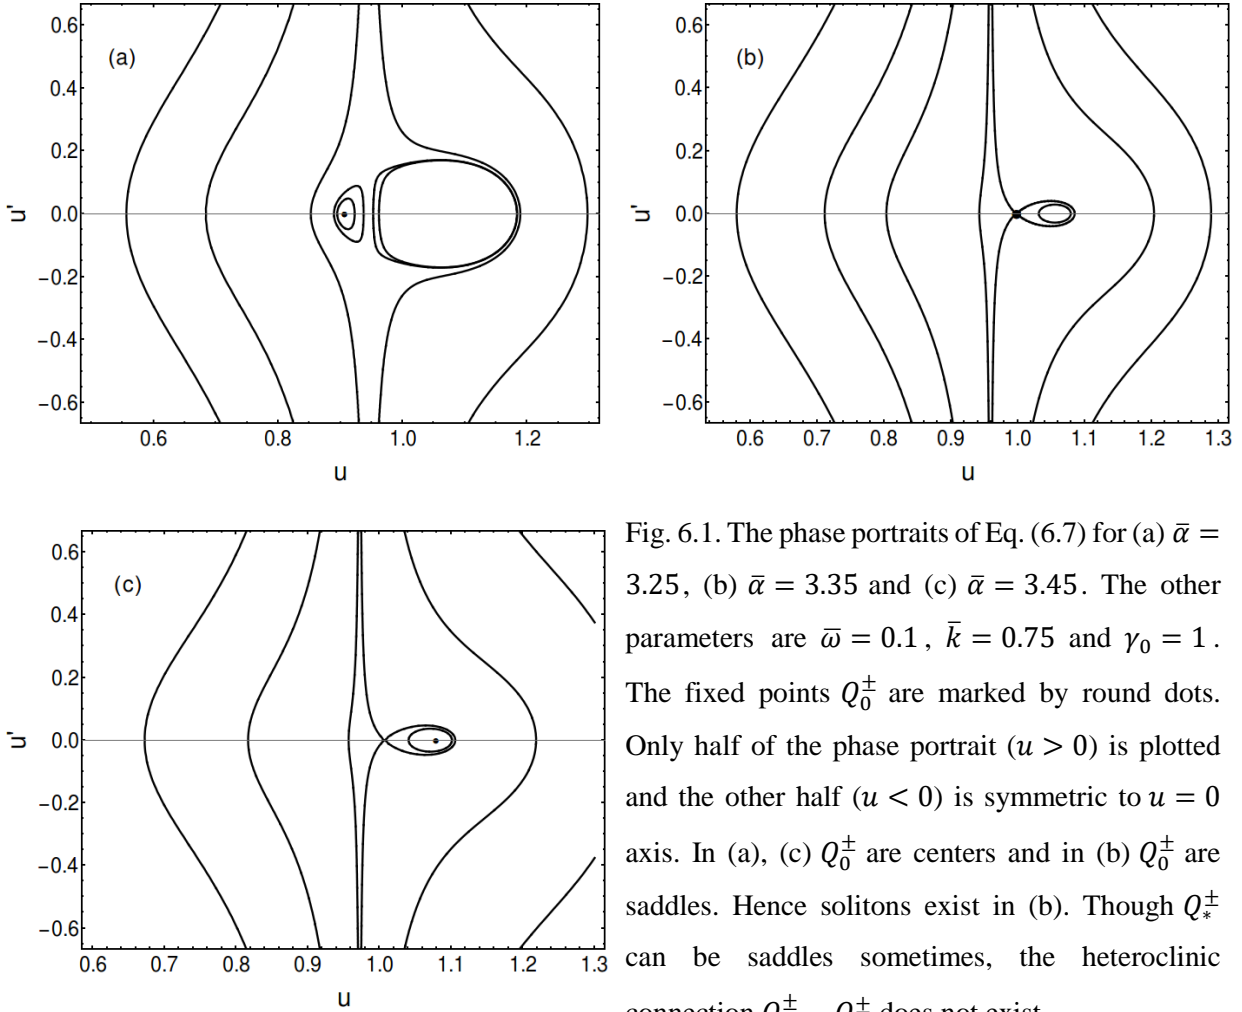 0.6
0.4
0.2
0.0
−0.2
−0.4
−0.6
u'
(a)
0.6
0.8
1.0
1.2
u
0.6
0.4
0.2
0.0
−0.2
−0.4
−0.6
u'
(b)
0.6
0.7
0.8
0.9
1.0
1.1
1.2
1.3
u
0.6
0.4
0.2
0.0
−0.2
−0.4
−0.6
u'
(c)
0.6
0.7
0.8
0.9
1.0
1.1
1.2
1.3
u
Fig. 6.1. The phase portraits of Eq. (6.7) for (a) ᾱ =
3.25, (b) ᾱ = 3.35 and (c) ᾱ = 3.45. The other
parameters are ω̄ = 0.1, k̄ = 0.75 and γ₀ = 1.
The fixed points Q₀^± are marked by round dots.
Only half of the phase portrait (u > 0) is plotted
and the other half (u < 0) is symmetric to u = 0
axis. In (a), (c) Q₀^± are centers and in (b) Q₀^± are
saddles. Hence solitons exist in (b). Though Q_*^±
can be saddles sometimes, the heteroclinic
connection does not exist